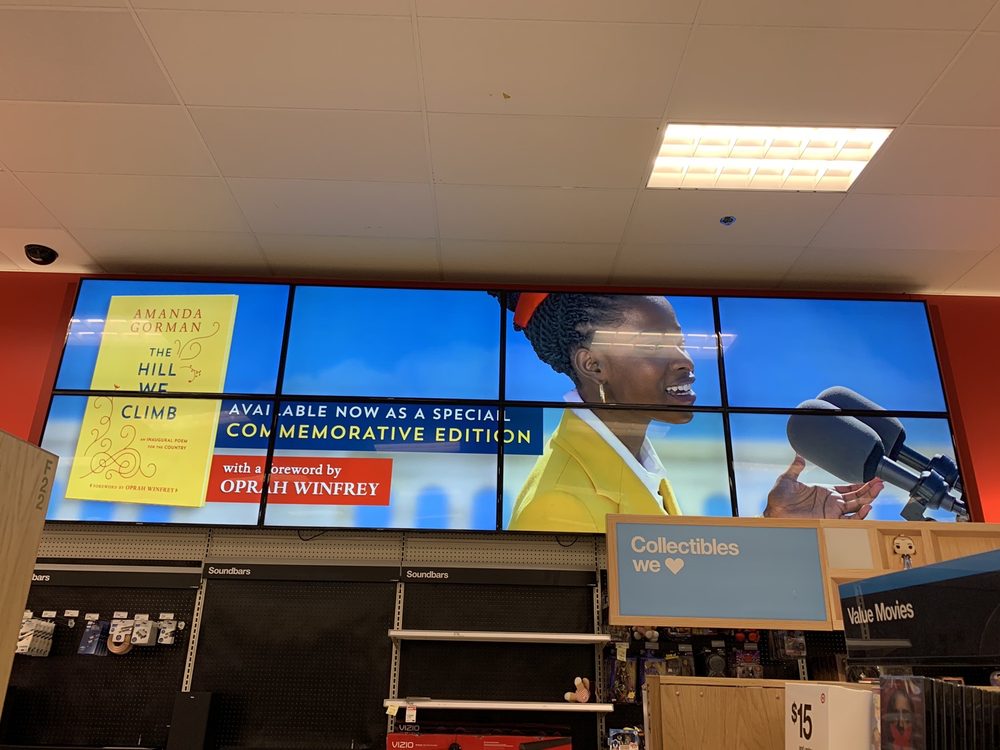 AMANDA
GORMAN
THE
HILL
WE
CLIMB
AN INAUGURAL POEM
FOR THE COUNTRY
FOREWORD BY OPRAH WINFREY
AVAILABLE NOW AS A SPECIAL
COMMEMORATIVE EDITION
with a foreword by
OPRAH WINFREY
F22
Collectibles
we
bars
Soundbars
Soundbars
Value Movies
$15
VIZIO
VIZIO